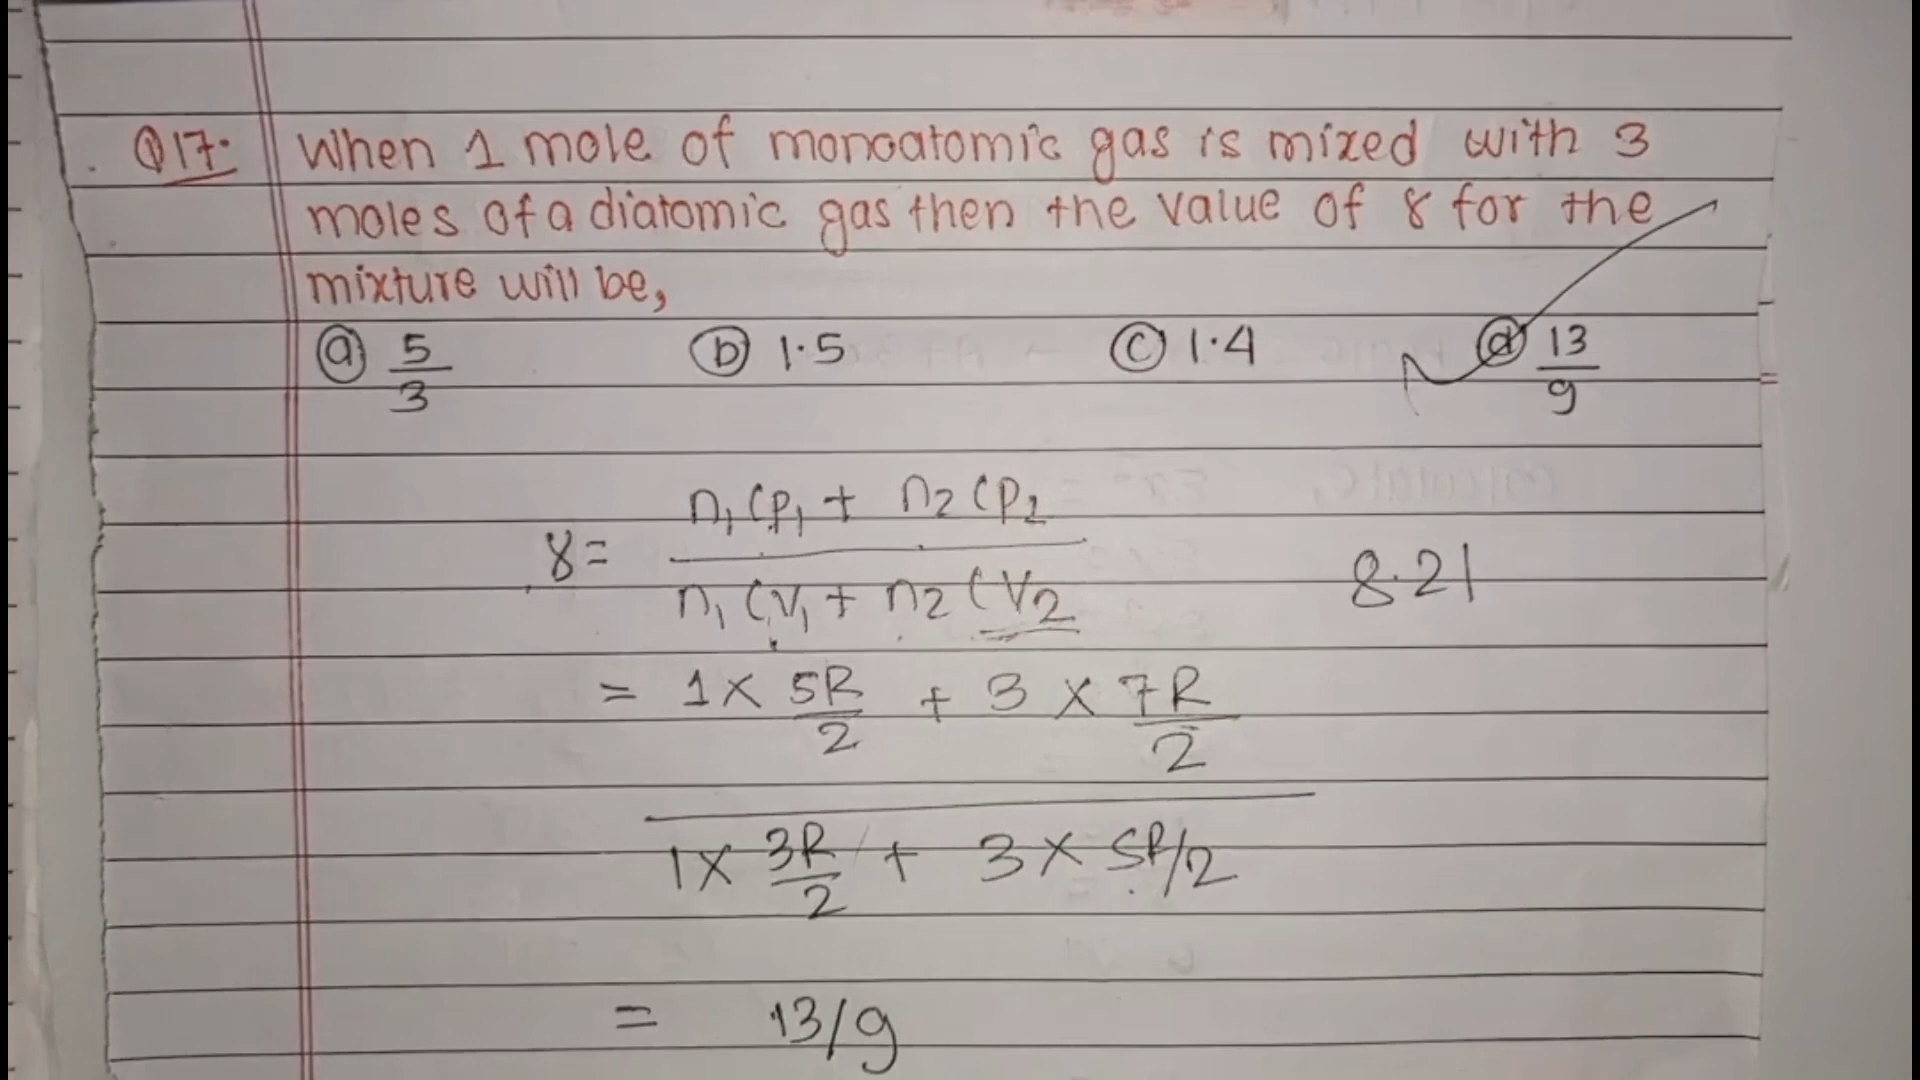 Q17. When 1 mole of monoatomic gas is mixed with 3
moles of a diatomic gas then the value of γ for the
mixture will be,
(a) 5/3 (b) 1.5 (c) 1.4 (d) 13/9
γ = (n₁Cp₁ + n₂Cp₂) / (n₁Cv₁ + n₂Cv₂)
8.21
= 1 × 5R/2 + 3 × 7R/2
1 × 3R/2 + 3 × 5R/2
= 13/9